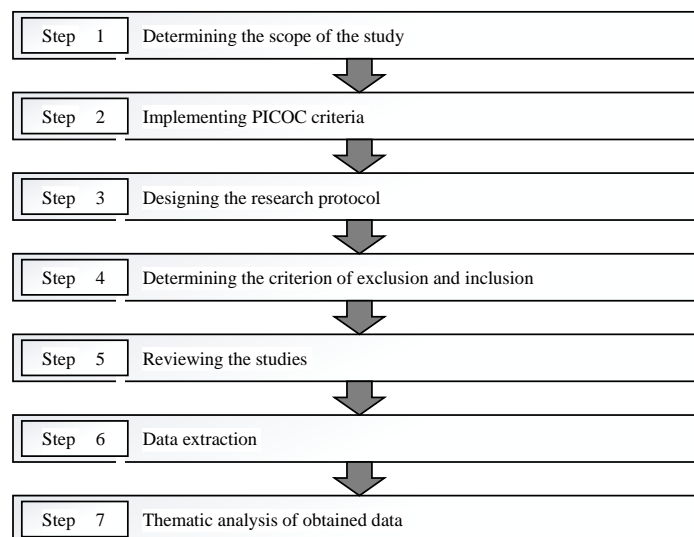 Step 1 Determining the scope of the study
Step 2 Implementing PICOC criteria
Step 3 Designing the research protocol
Step 4 Determining the criterion of exclusion and inclusion
Step 5 Reviewing the studies
Step 6 Data extraction
Step 7 Thematic analysis of obtained data